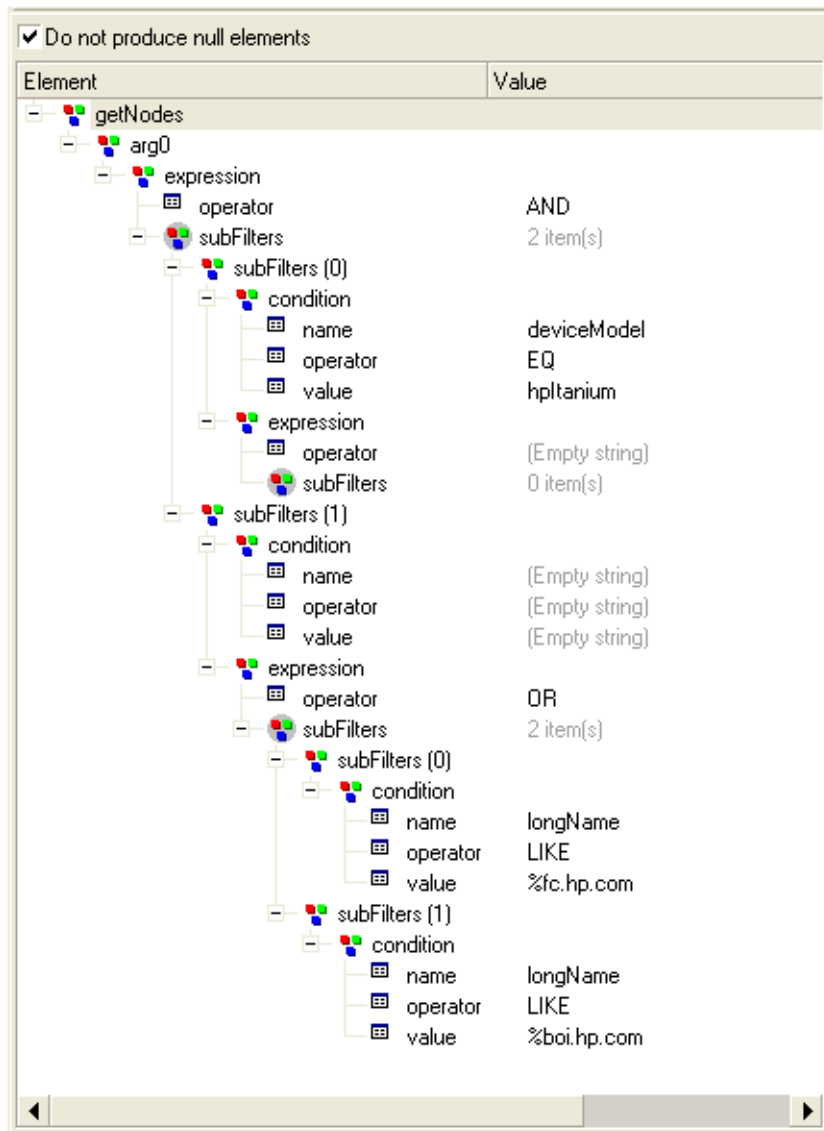 Do not produce null elements
Element Value
getNodes
arg0
expression
operator AND
subFilters 2 item(s)
subFilters (0)
condition
name deviceModel
operator EQ
value hpItanium
expression
operator (Empty string)
subFilters 0 item(s)
subFilters (1)
condition
name (Empty string)
operator (Empty string)
value (Empty string)
expression
operator OR
subFilters 2 item(s)
subFilters (0)
condition
name longName
operator LIKE
value %fc.hp.com
subFilters (1)
condition
name longName
operator LIKE
value %boi.hp.com